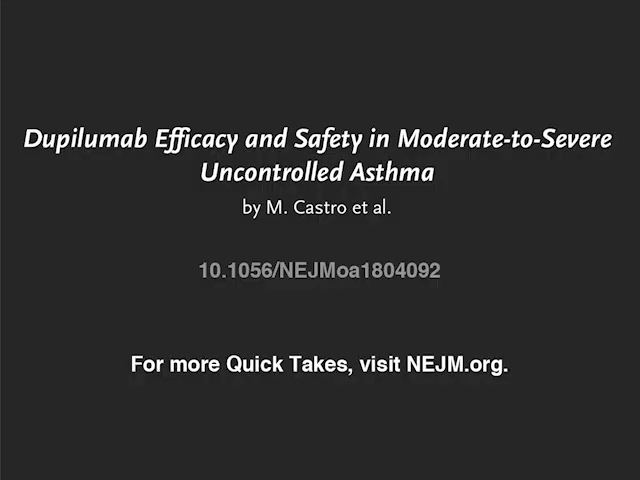 Dupilumab Efficacy and Safety in Moderate-to-Severe
Uncontrolled Asthma
by M. Castro et al.
10.1056/NEJMoa1804092
For more Quick Takes, visit NEJM.org.